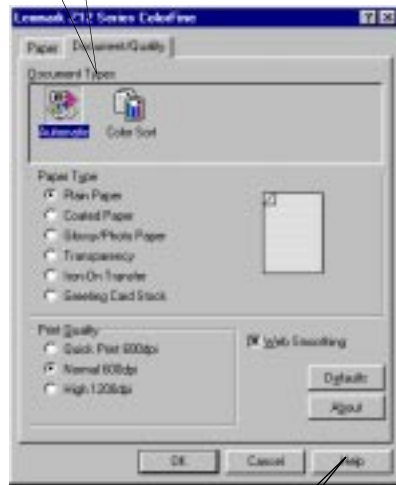 Lexmark Z12 Series ColorFine
Paper Document/Quality
Document Types
Automatic Color Sort
Paper Type
Plain Paper
Coated Paper
Glossy/Photo Paper
Transparency
Iron On Transfer
Greeting Card Stock
Print Quality
Quick Print 600dpi
Normal 600dpi
High 1200dpi
Web Smoothing
Defaults
About
OK Cancel Help